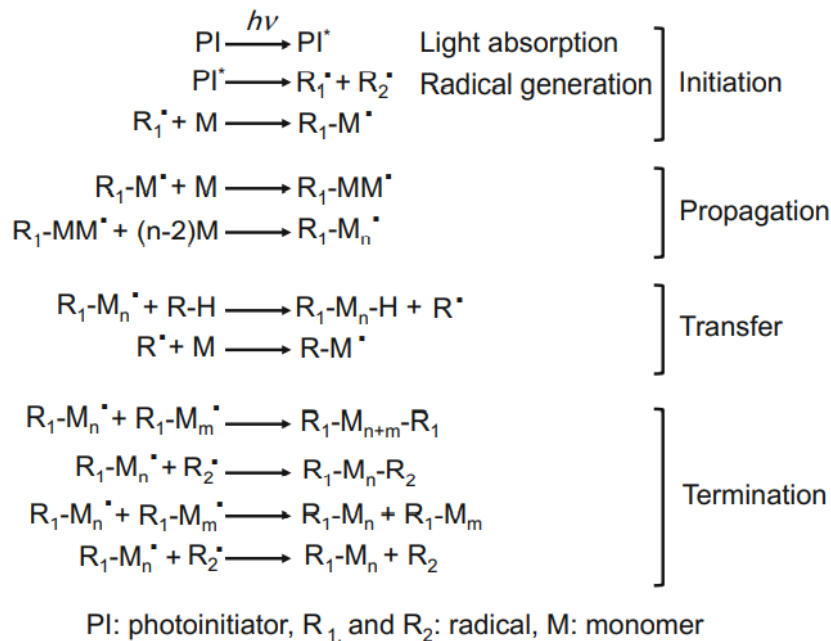 hν
PI ⟶ PI* Light absorption
PI* ⟶ R₁• + R₂• Radical generation
Initiation
R₁• + M ⟶ R₁-M•
R₁-M• + M ⟶ R₁-MM•
Propagation
R₁-MM• + (n-2)M ⟶ R₁-Mₙ•
R₁-Mₙ• + R-H ⟶ R₁-Mₙ-H + R•
Transfer
R• + M ⟶ R-M•
R₁-Mₙ• + R₁-Mₘ• ⟶ R₁-Mₙ₊ₘ-R₁
R₁-Mₙ• + R₂• ⟶ R₁-Mₙ-R₂
Termination
R₁-Mₙ• + R₁-Mₘ• ⟶ R₁-Mₙ + R₁-Mₘ
R₁-Mₙ• + R₂• ⟶ R₁-Mₙ + R₂
PI: photoinitiator, R₁, and R₂: radical, M: monomer